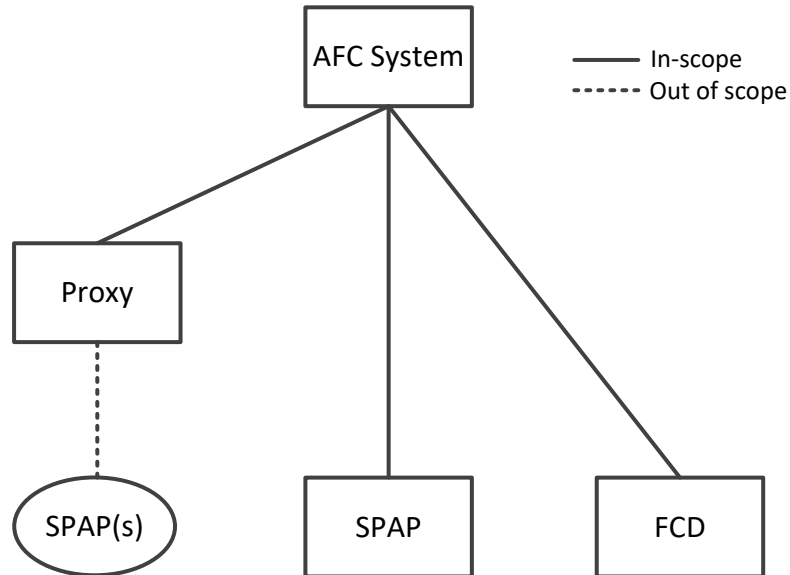 AFC System
In-scope
Out of scope
Proxy
SPAP(s)
SPAP
FCD